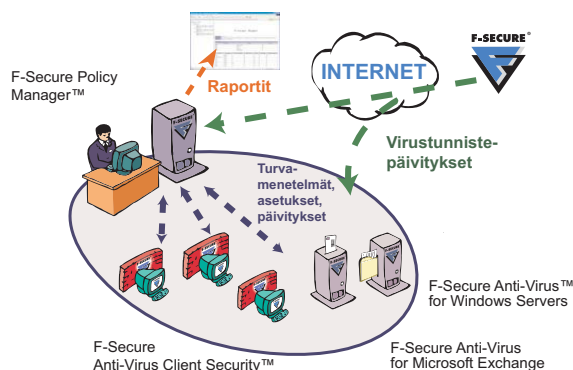 F-SECURE®
F-Secure Policy
Manager™
Raportit
INTERNET
F-SECURE
Virustunniste-
päivitykset
Turva-
menetelmät,
asetukset,
päivitykset
F-Secure Anti-Virus™
for Windows Servers
F-Secure
Anti-Virus Client Security™
F-Secure Anti-Virus
for Microsoft Exchange